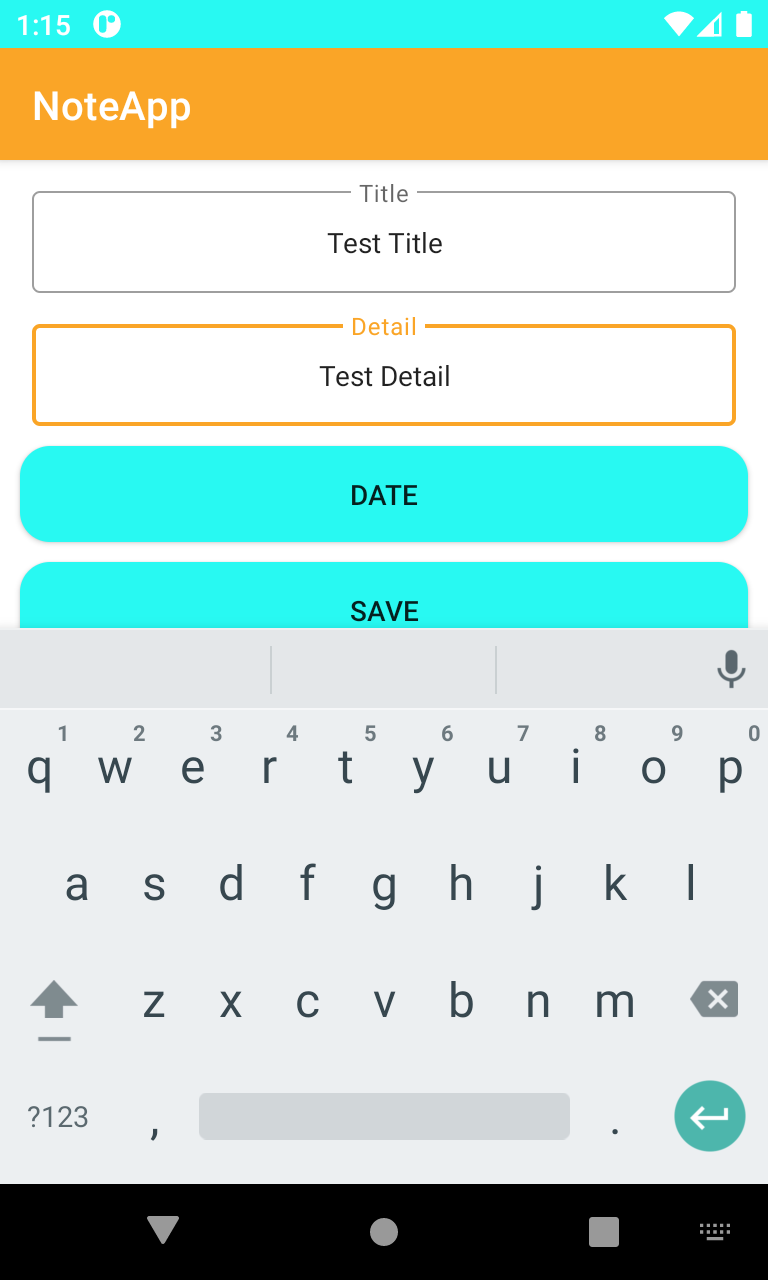 1:15
NoteApp
Title
Test Title
Detail
Test Detail
DATE
SAVE
1 2 3 4 5 6 7 8 9 0
q w e r t y u i o p
a s d f g h j k l
z x c v b n m
?123 , .